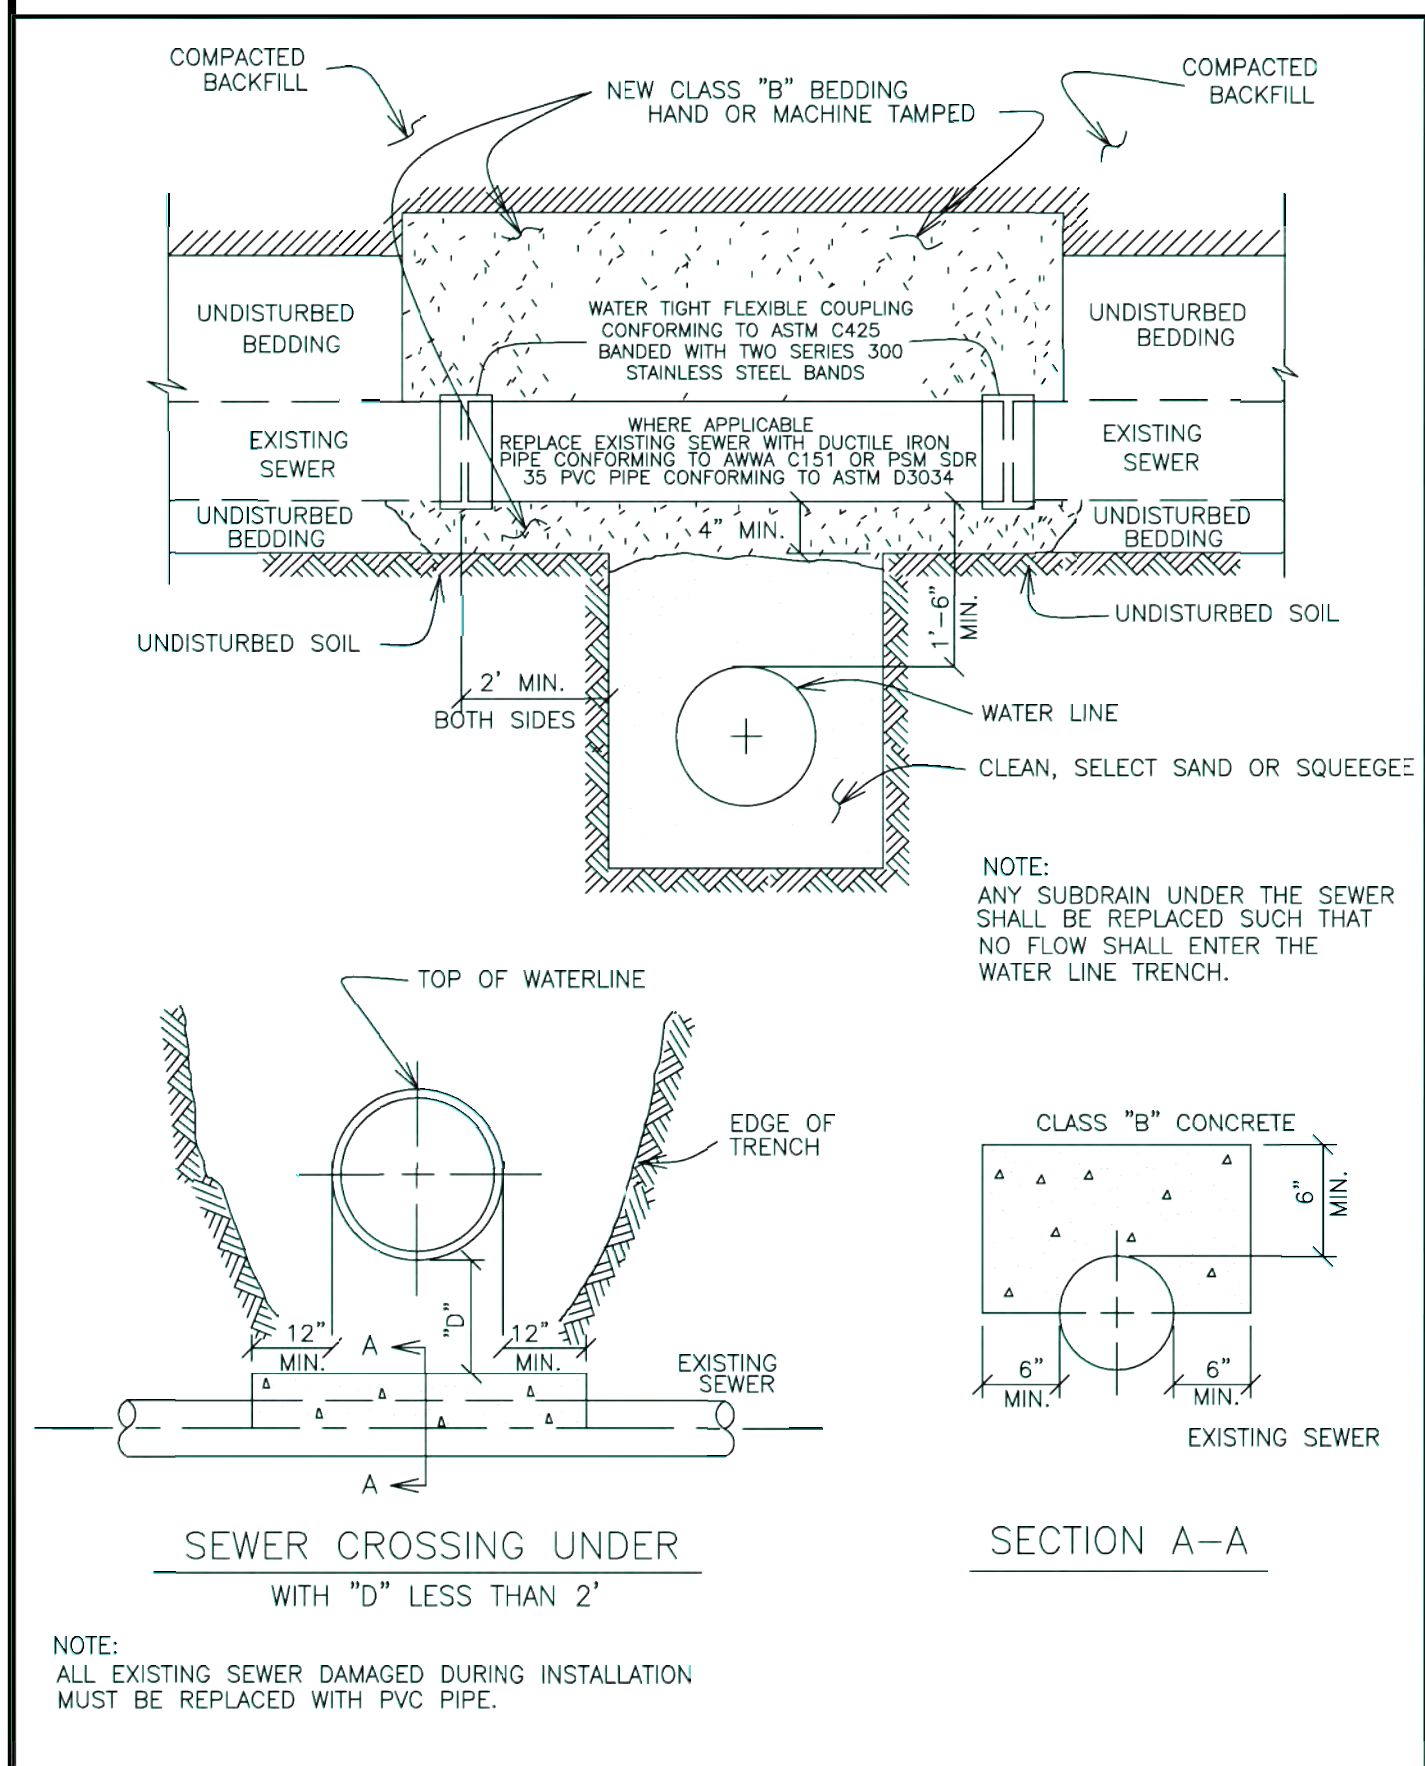 COMPACTED
BACKFILL
NEW CLASS "B" BEDDING
HAND OR MACHINE TAMPED
COMPACTED
BACKFILL
UNDISTURBED
BEDDING
WATER TIGHT FLEXIBLE COUPLING
CONFORMING TO ASTM C425
BANDED WITH TWO SERIES 300
STAINLESS STEEL BANDS
UNDISTURBED
BEDDING
EXISTING
SEWER
WHERE APPLICABLE
REPLACE EXISTING SEWER WITH DUCTILE IRON
PIPE CONFORMING TO AWWA C151 OR PSM SDR
35 PVC PIPE CONFORMING TO ASTM D3034
EXISTING
SEWER
UNDISTURBED
BEDDING
4" MIN.
UNDISTURBED
BEDDING
UNDISTURBED SOIL
1'-6"
MIN.
UNDISTURBED SOIL
2' MIN.
BOTH SIDES
WATER LINE
CLEAN, SELECT SAND OR SQUEEGEE
NOTE:
ANY SUBDRAIN UNDER THE SEWER
SHALL BE REPLACED SUCH THAT
NO FLOW SHALL ENTER THE
WATER LINE TRENCH.
TOP OF WATERLINE
EDGE OF
TRENCH
12"
MIN.
A
"D"
12"
MIN.
EXISTING
SEWER
A
SEWER CROSSING UNDER
WITH "D" LESS THAN 2'
CLASS "B" CONCRETE
6"
MIN.
6"
MIN.
6"
MIN.
EXISTING SEWER
SECTION A-A
NOTE:
ALL EXISTING SEWER DAMAGED DURING INSTALLATION
MUST BE REPLACED WITH PVC PIPE.